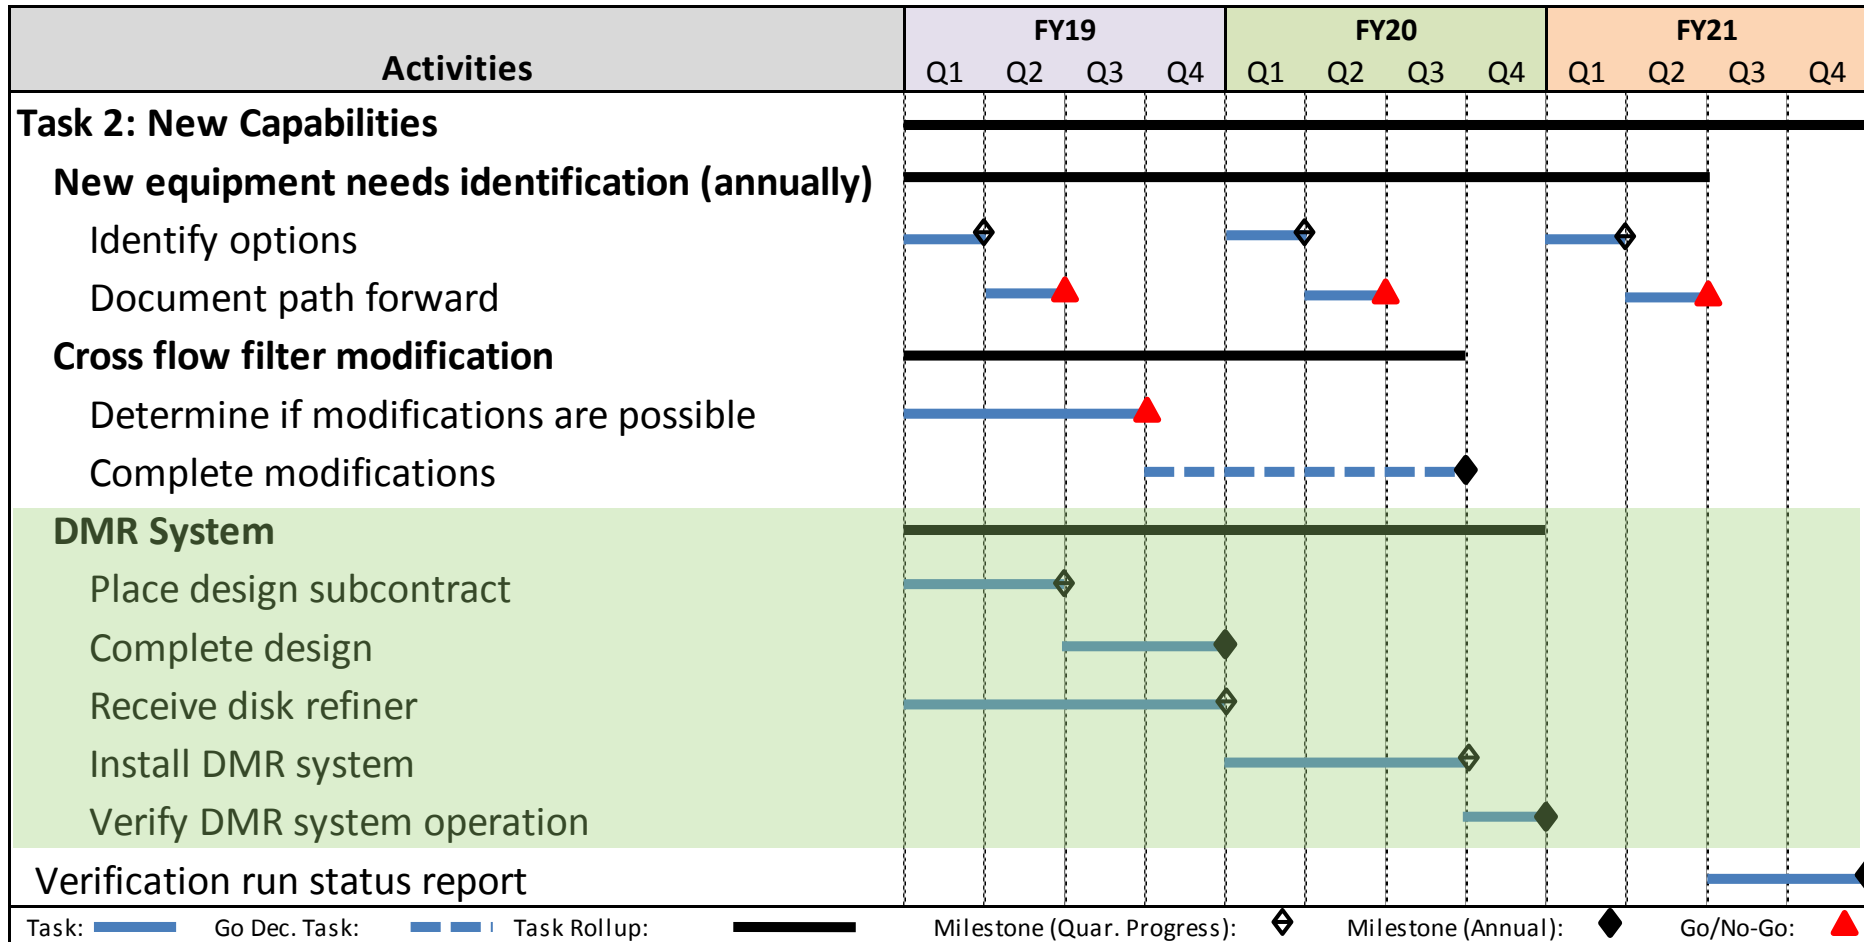 Activities
FY19 FY20 FY21
Q1 Q2 Q3 Q4 Q1 Q2 Q3 Q4 Q1 Q2 Q3 Q4
Task 2: New Capabilities
New equipment needs identification (annually)
Identify options
Document path forward
Cross flow filter modification
Determine if modifications are possible
Complete modifications
DMR System
Place design subcontract
Complete design
Receive disk refiner
Install DMR system
Verify DMR system operation
Verification run status report
Task: Go Dec. Task: Task Rollup: Milestone (Quar. Progress): Milestone (Annual): Go/No-Go: